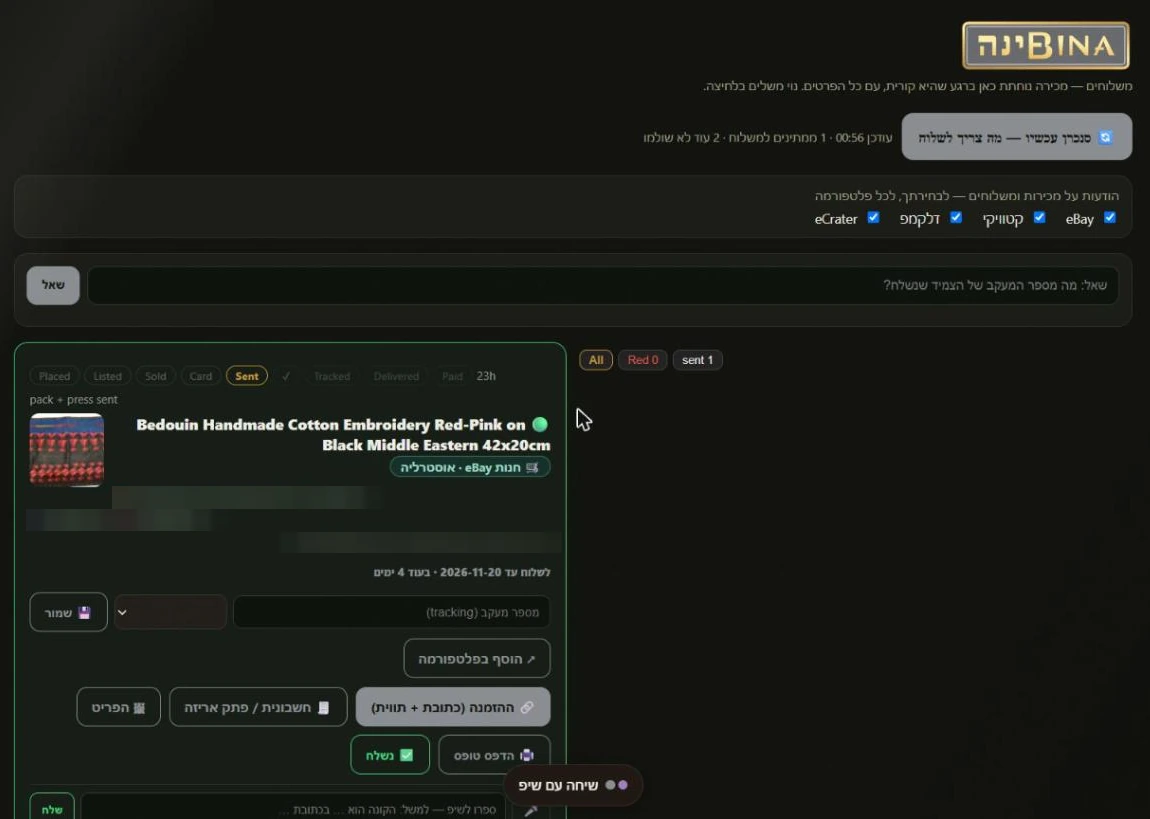 בינה BINA
משלוחים — מכירה נוחתת כאן ברגע שהיא קורית, עם כל הפרטים. נוי משלים בלחיצה.
סנכרן עכשיו — מה צריך לשלוח
עודכן 00:56 · 1 ממתינים למשלוח · 2 עוד לא שולמו
הודעות על מכירות ומשלוחים — לבחירתך, לכל פלטפורמה
eBay קטוויקי דלקמפ eCrater
שאל: מה מספר המעקב של הצמיד שנשלח?
שאל
All Red 0 sent 1
Placed Listed Sold Card Sent ✓ Tracked Delivered Paid 23h
pack + press sent
Bedouin Handmade Cotton Embroidery Red-Pink on
Black Middle Eastern 42x20cm
חנות eBay · אוסטרליה
לשלוח עד 2026-11-20 · בעוד 4 ימים
מספר מעקב (tracking)
שמור
הוסף בפלטפורמה ↗
ההזמנה (כתובת + תווית)
חשבונית / פתק אריזה
הפריט
הדפס טופס
נשלח
שיחה עם שיפ
ספרו לשיפ — למשל: הקונה הוא … בכתובת …
שלח